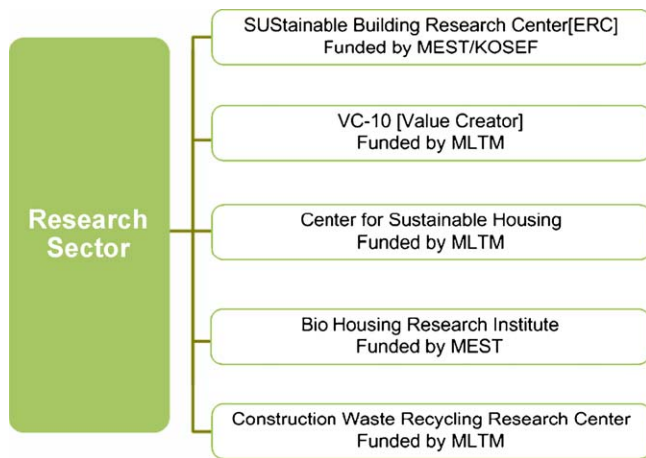 Research
Sector
SUStainable Building Research Center[ERC]
Funded by MEST/KOSEF
VC-10 [Value Creator]
Funded by MLTM
Center for Sustainable Housing
Funded by MLTM
Bio Housing Research Institute
Funded by MEST
Construction Waste Recycling Research Center
Funded by MLTM